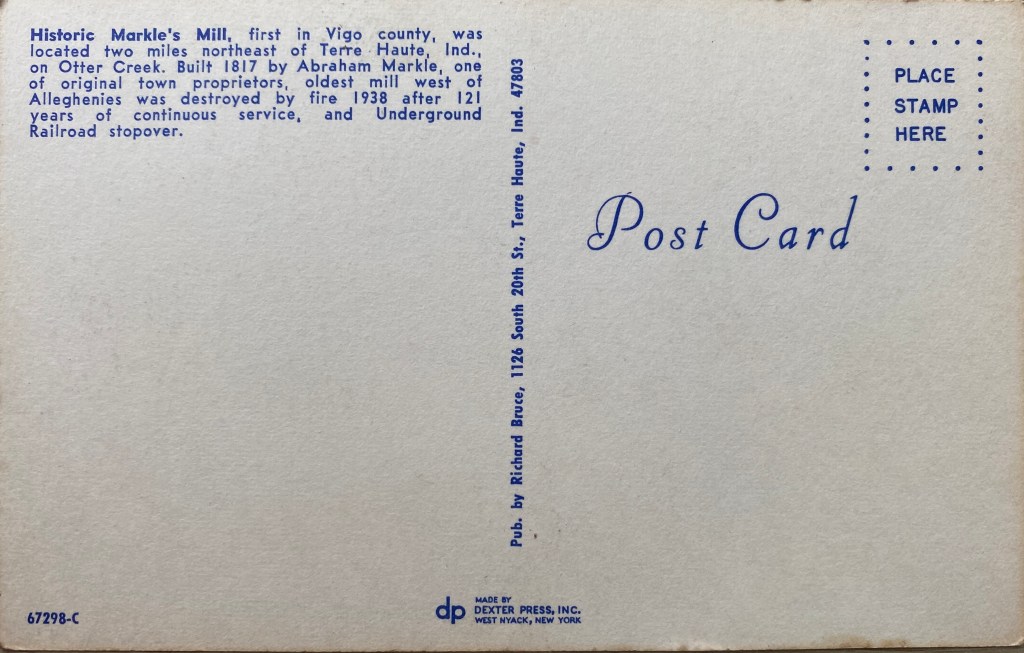 Historic Markle's Mill, first in Vigo county, was
located two miles northeast of Terre Haute, Ind.,
on Otter Creek. Built 1817 by Abraham Markle, one
of original town proprietors, oldest mill west of
Alleghenies was destroyed by fire 1938 after 121
years of continuous service, and Underground
Railroad stopover.
Pub. by Richard Bruce, 1126 South 20th St., Terre Haute, Ind. 47803
PLACE
STAMP
HERE
Post Card
67298-C
dp
MADE BY
DEXTER PRESS, INC.
WEST NYACK, NEW YORK